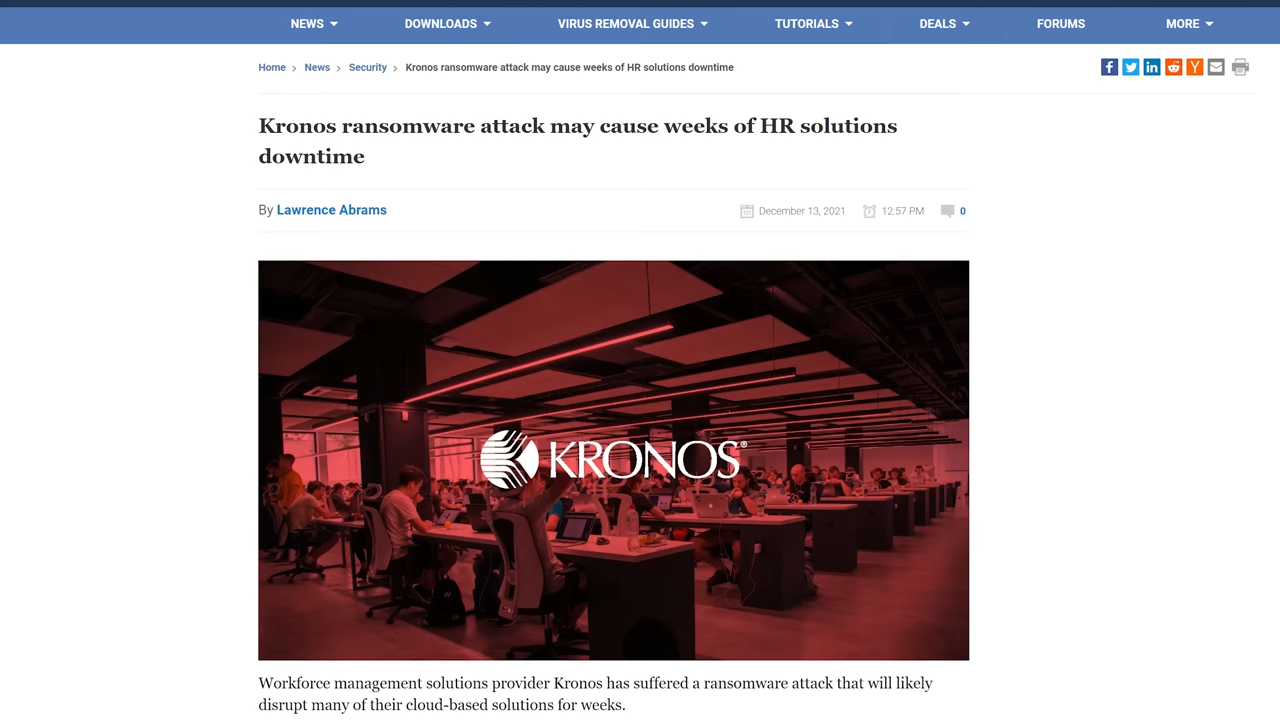 NEWS DOWNLOADS VIRUS REMOVAL GUIDES TUTORIALS DEALS FORUMS MORE
Home › News › Security › Kronos ransomware attack may cause weeks of HR solutions downtime
Kronos ransomware attack may cause weeks of HR solutions
downtime
By Lawrence Abrams December 13, 2021 12:57 PM 0
KRONOS®
Workforce management solutions provider Kronos has suffered a ransomware attack that will likely
disrupt many of their cloud-based solutions for weeks.